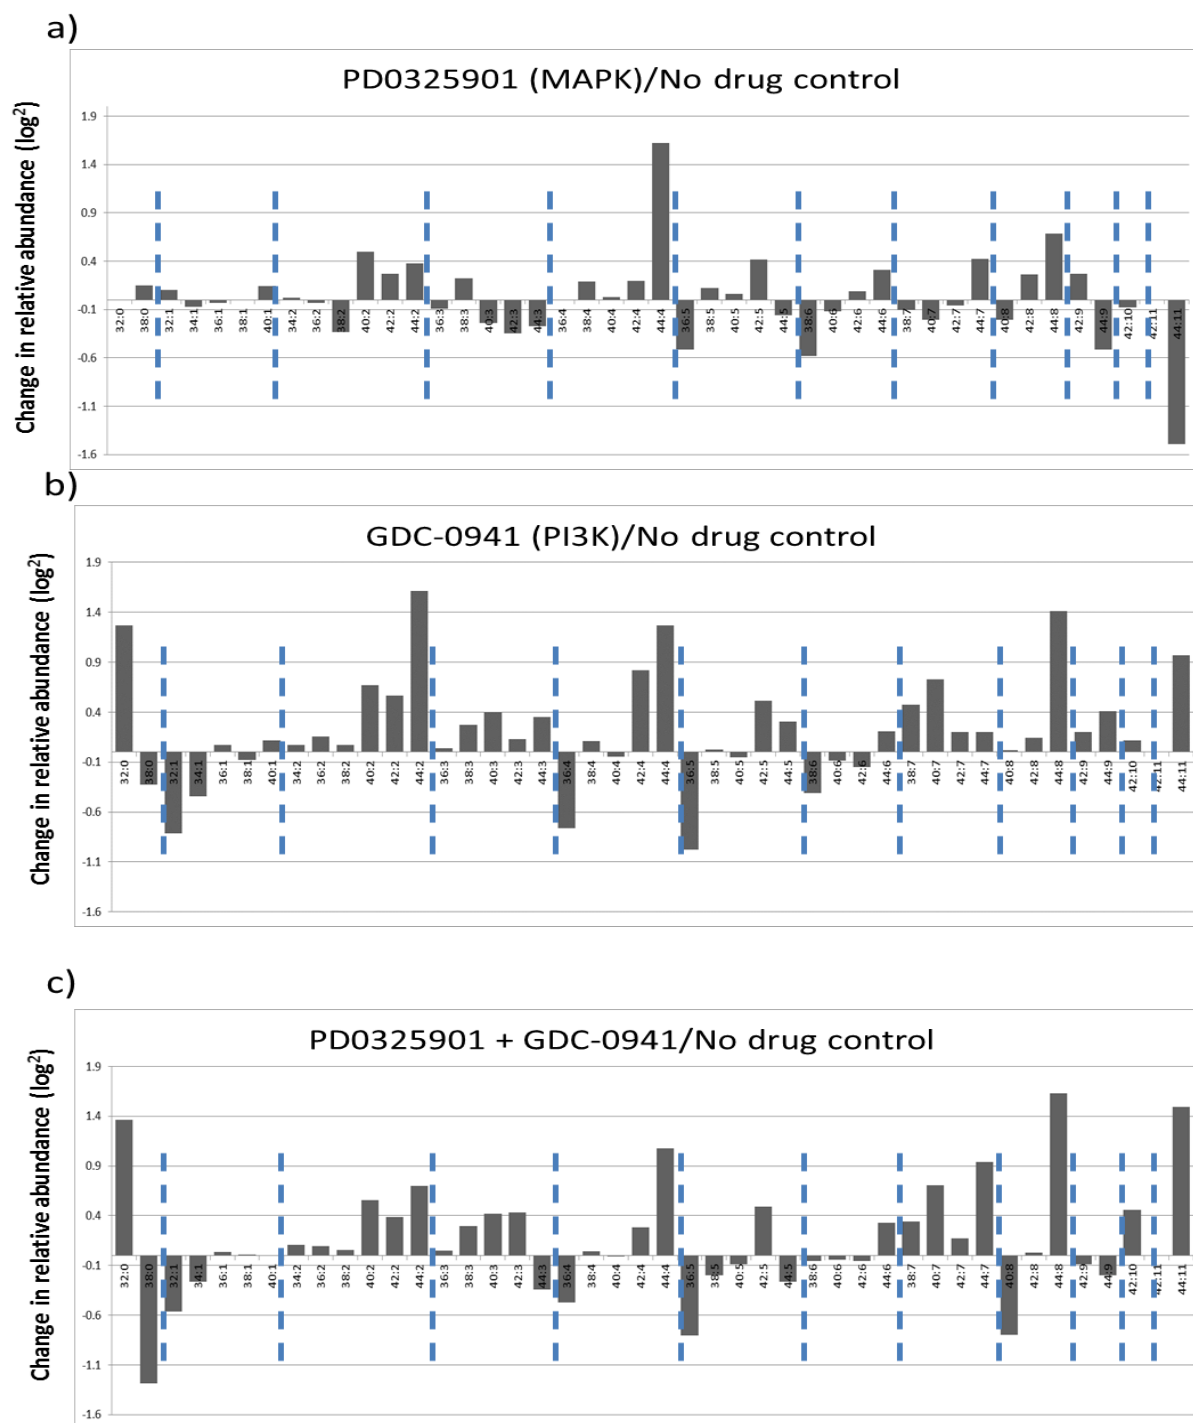 a)
PD0325901 (MAPK)/No drug control
Change in relative abundance (log²)
1.9
1.4
0.9
0.4
-0.1
-0.6
-1.1
-1.6
32:0 38:0 32:1 34:1 36:1 38:1 40:1 34:2 36:2 38:2 40:2 42:2 44:2 36:3 38:3 40:3 42:3 44:3 36:4 38:4 40:4 42:4 44:4 36:5 38:5 40:5 42:5 44:5 38:6 40:6 42:6 44:6 38:7 40:7 42:7 44:7 40:8 42:8 44:8 42:9 44:9 42:10 42:11 44:11
b)
GDC-0941 (PI3K)/No drug control
Change in relative abundance (log²)
1.9
1.4
0.9
0.4
-0.1
-0.6
-1.1
-1.6
32:0 38:0 32:1 34:1 36:1 38:1 40:1 34:2 36:2 38:2 40:2 42:2 44:2 36:3 38:3 40:3 42:3 44:3 36:4 38:4 40:4 42:4 44:4 36:5 38:5 40:5 42:5 44:5 38:6 40:6 42:6 44:6 38:7 40:7 42:7 44:7 40:8 42:8 44:8 42:9 44:9 42:10 42:11 44:11
c)
PD0325901 + GDC-0941/No drug control
Change in relative abundance (log²)
1.9
1.4
0.9
0.4
-0.1
-0.6
-1.1
-1.6
32:0 38:0 32:1 34:1 36:1 38:1 40:1 34:2 36:2 38:2 40:2 42:2 44:2 36:3 38:3 40:3 42:3 44:3 36:4 38:4 40:4 42:4 44:4 36:5 38:5 40:5 42:5 44:5 38:6 40:6 42:6 44:6 38:7 40:7 42:7 44:7 40:8 42:8 44:8 42:9 44:9 42:10 42:11 44:11